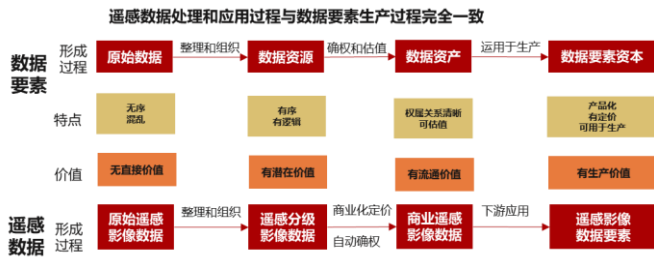 遥感数据处理和应用过程与数据要素生产过程完全一致
数据
要素
形成
过程
原始数据
整理和组织
数据资源
确权和估值
数据资产
运用于生产
数据要素资本
特点
无序
混乱
有序
有逻辑
权属关系清晰
可估值
产品化
有定价
可用于生产
价值
无直接价值
有潜在价值
有流通价值
有生产价值
遥感
数据
形成
过程
原始遥感
影像数据
整理和组织
遥感分级
影像数据
商业化定价
自动确权
商业遥感
影像数据
下游应用
遥感影像
数据要素